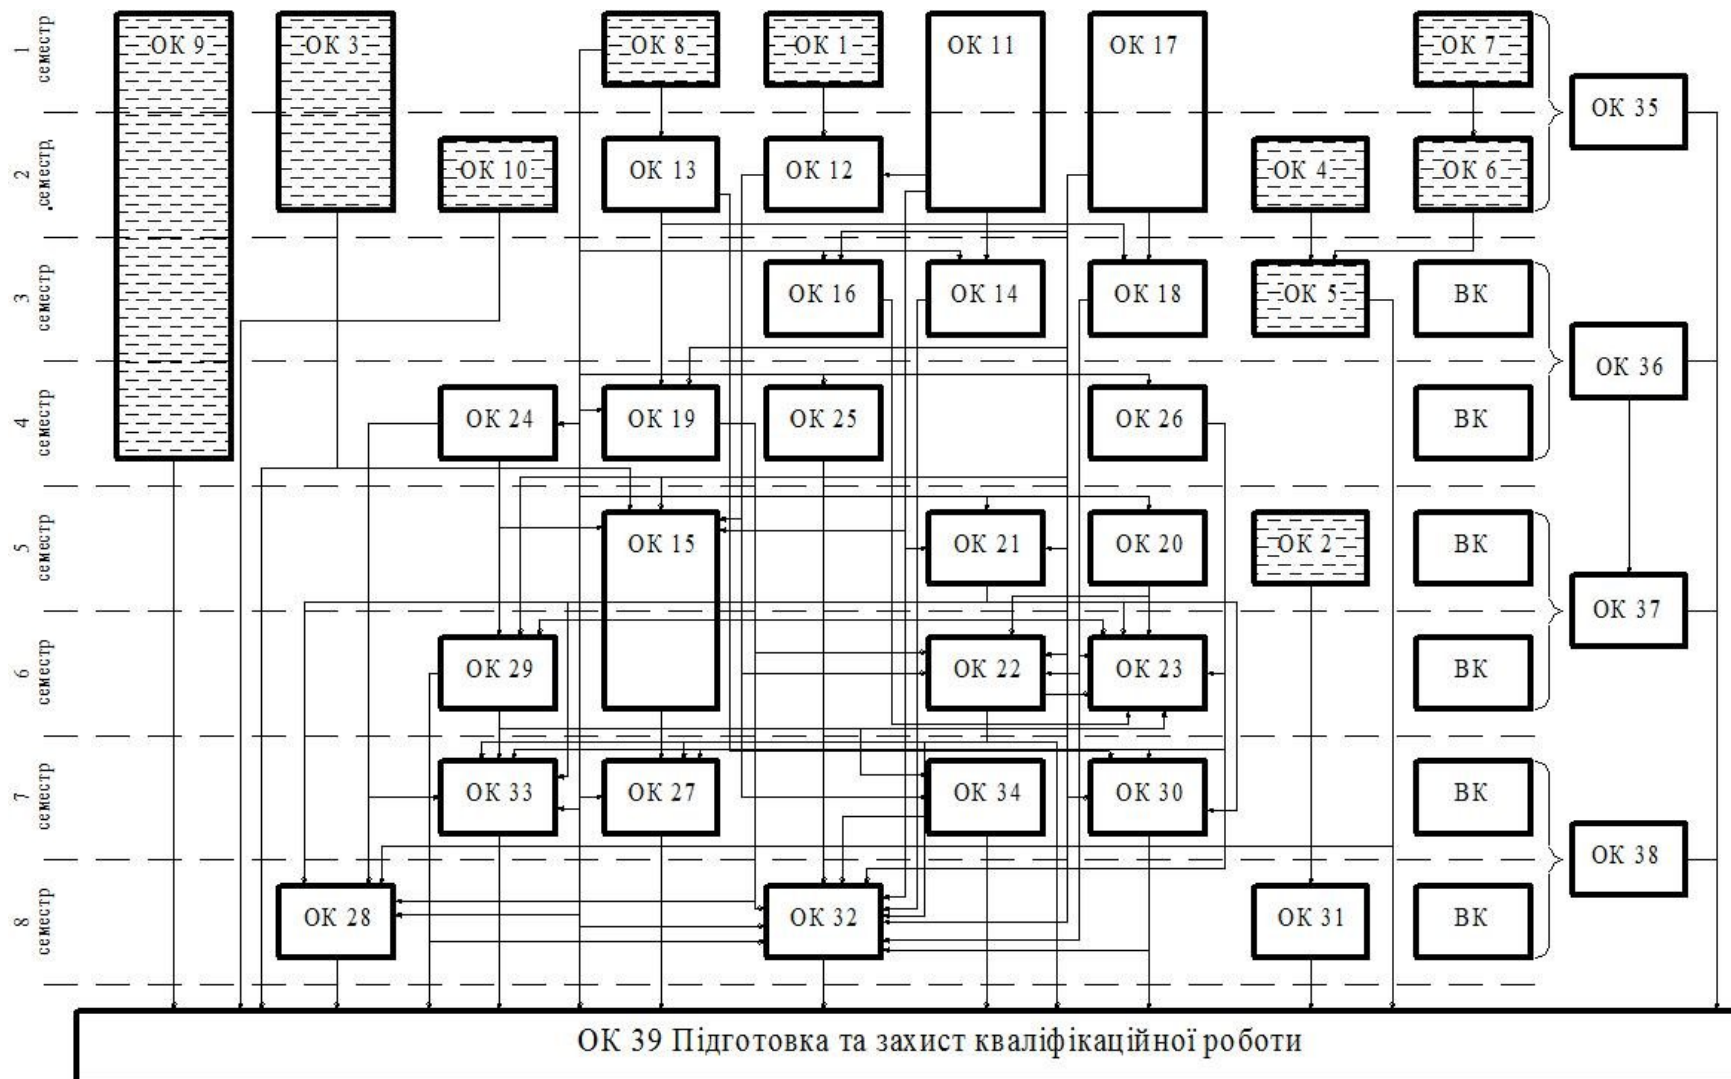 1 семестр
ОК 9
ОК 3
ОК 8
ОК 1
ОК 11
ОК 17
ОК 7
ОК 35
2 семестр
ОК 10
ОК 13
ОК 12
ОК 4
ОК 6
3 семестр
ОК 16
ОК 14
ОК 18
ОК 5
ВК
ОК 36
4 семестр
ОК 24
ОК 19
ОК 25
ОК 26
ВК
5 семестр
ОК 15
ОК 21
ОК 20
ОК 2
ВК
ОК 37
6 семестр
ОК 29
ОК 22
ОК 23
ВК
7 семестр
ОК 33
ОК 27
ОК 34
ОК 30
ВК
ОК 38
8 семестр
ОК 28
ОК 32
ОК 31
ВК
ОК 39 Підготовка та захист кваліфікаційної роботи